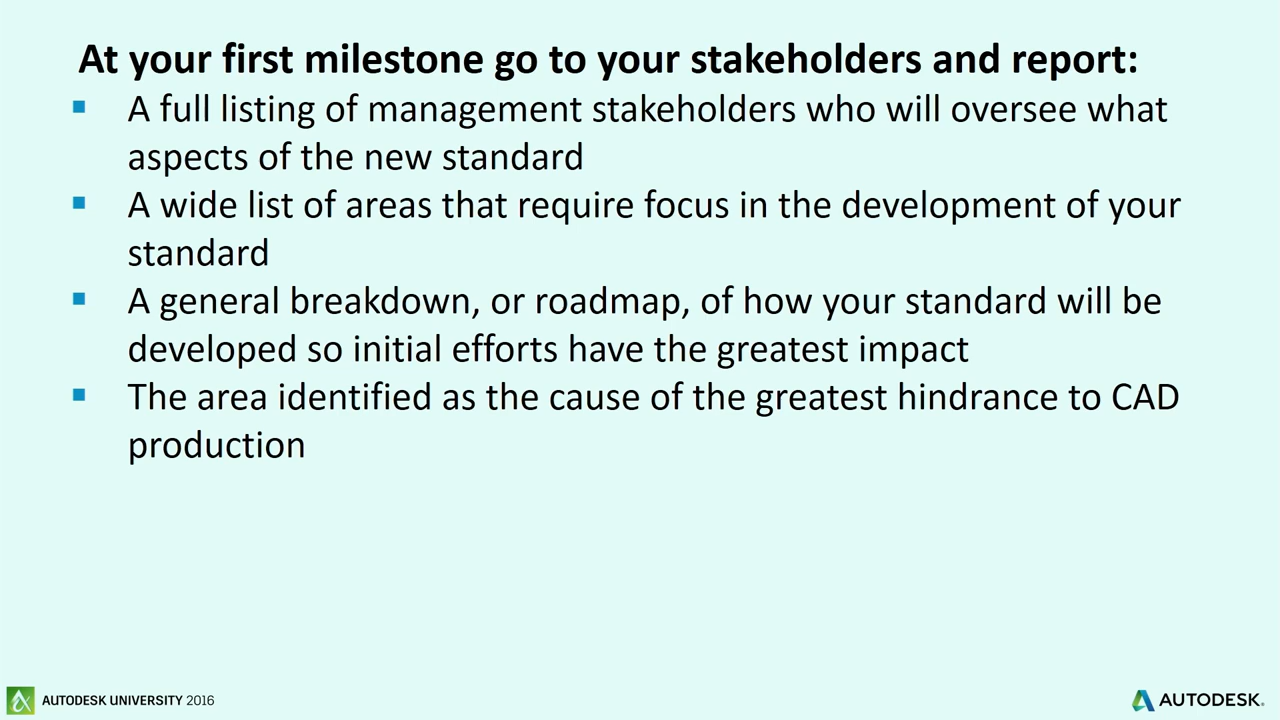 At your first milestone go to your stakeholders and report:
▪ A full listing of management stakeholders who will oversee what
aspects of the new standard
▪ A wide list of areas that require focus in the development of your
standard
▪ A general breakdown, or roadmap, of how your standard will be
developed so initial efforts have the greatest impact
▪ The area identified as the cause of the greatest hindrance to CAD
production
AUTODESK UNIVERSITY 2016
AUTODESK®